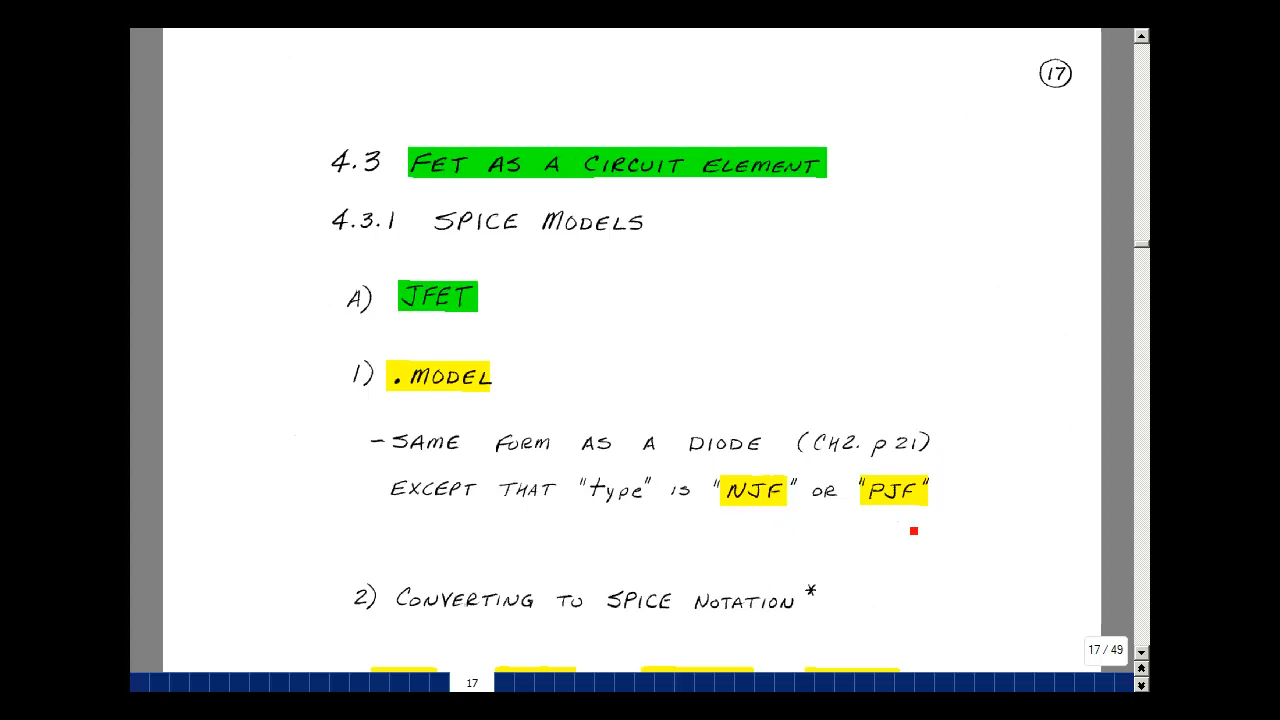 17
4.3 FET AS A CIRCUIT ELEMENT
4.3.1 SPICE MODELS
A) JFET
1) .MODEL
- SAME FORM AS A DIODE (CH2. p 21)
EXCEPT THAT "type" IS "NJF" OR "PJF"
2) CONVERTING TO SPICE NOTATION *
17 / 49
17